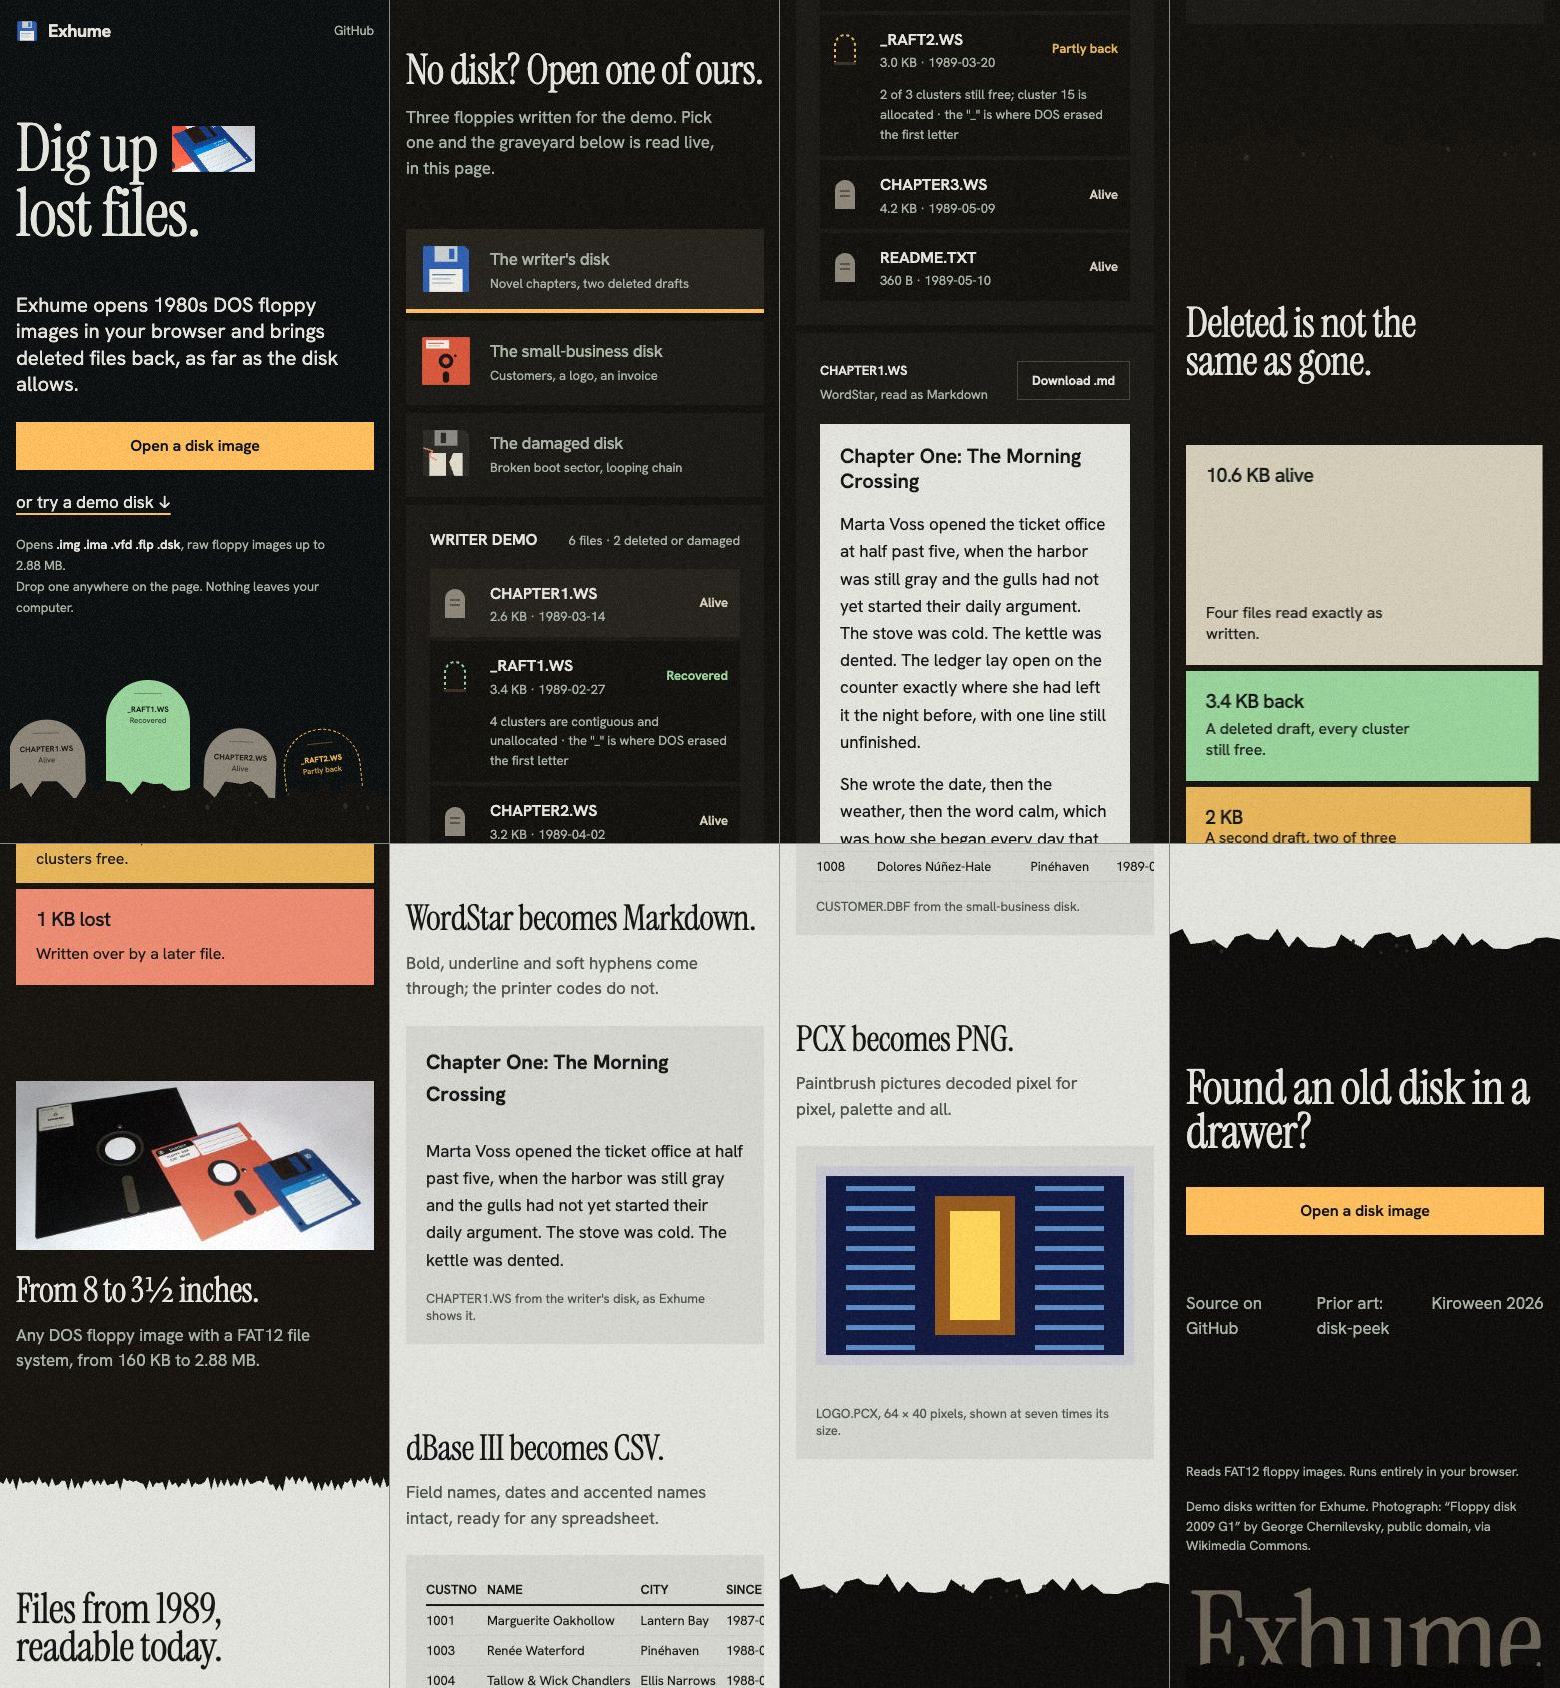 Exhume
GitHub
Dig up
lost files.
Exhume opens 1980s DOS floppy
images in your browser and brings
deleted files back, as far as the disk
allows.
Open a disk image
or try a demo disk ↓
Opens .img .ima .vfd .flp .dsk, raw floppy images up to
2.88 MB.
Drop one anywhere on the page. Nothing leaves your
computer.
CHAPTER1.WS
Alive
_RAFT1.WS
Recovered
CHAPTER2.WS
Alive
_RAFT2.WS
Partly back
No disk? Open one of ours.
Three floppies written for the demo. Pick
one and the graveyard below is read live,
in this page.
The writer's disk
Novel chapters, two deleted drafts
The small-business disk
Customers, a logo, an invoice
The damaged disk
Broken boot sector, looping chain
WRITER DEMO
6 files · 2 deleted or damaged
CHAPTER1.WS
2.6 KB · 1989-03-14
Alive
_RAFT1.WS
3.4 KB · 1989-02-27
Recovered
4 clusters are contiguous and
unallocated · the "_" is where DOS erased
the first letter
CHAPTER2.WS
3.2 KB · 1989-04-02
Alive
_RAFT2.WS
3.0 KB · 1989-03-20
Partly back
2 of 3 clusters still free; cluster 15 is
allocated · the "_" is where DOS erased
the first letter
CHAPTER3.WS
4.2 KB · 1989-05-09
Alive
README.TXT
360 B · 1989-05-10
Alive
CHAPTER1.WS
WordStar, read as Markdown
Download .md
Chapter One: The Morning
Crossing
Marta Voss opened the ticket office
at half past five, when the harbor
was still gray and the gulls had not
yet started their daily argument.
The stove was cold. The kettle was
dented. The ledger lay open on the
counter exactly where she had left
it the night before, with one line still
unfinished.
She wrote the date, then the
weather, then the word calm, which
was how she began every day that
Deleted is not the
same as gone.
10.6 KB alive
Four files read exactly as
written.
3.4 KB back
A deleted draft, every cluster
still free.
2 KB
A second draft, two of three
clusters free.
1 KB lost
Written over by a later file.
From 8 to 3½ inches.
Any DOS floppy image with a FAT12 file
system, from 160 KB to 2.88 MB.
Files from 1989,
readable today.
WordStar becomes Markdown.
Bold, underline and soft hyphens come
through; the printer codes do not.
Chapter One: The Morning
Crossing
Marta Voss opened the ticket office at half
past five, when the harbor was still gray
and the gulls had not yet started their
daily argument. The stove was cold. The
kettle was dented.
CHAPTER1.WS from the writer's disk, as Exhume
shows it.
dBase III becomes CSV.
Field names, dates and accented names
intact, ready for any spreadsheet.
CUSTNO NAME CITY SINCE
1001 Marguerite Oakhollow Lantern Bay 1987-0
1003 Renée Waterford Pinéhaven 1988-0
1004 Tallow & Wick Chandlers Ellis Narrows 1988-0
1008 Dolores Núñez-Hale Pinéhaven 1989-0
CUSTOMER.DBF from the small-business disk.
PCX becomes PNG.
Paintbrush pictures decoded pixel for
pixel, palette and all.
LOGO.PCX, 64 × 40 pixels, shown at seven times its
size.
Found an old disk in a
drawer?
Open a disk image
Source on
GitHub
Prior art:
disk-peek
Kiroween 2026
Reads FAT12 floppy images. Runs entirely in your browser.
Demo disks written for Exhume. Photograph: “Floppy disk
2009 G1” by George Chernilevsky, public domain, via
Wikimedia Commons.
Exhume